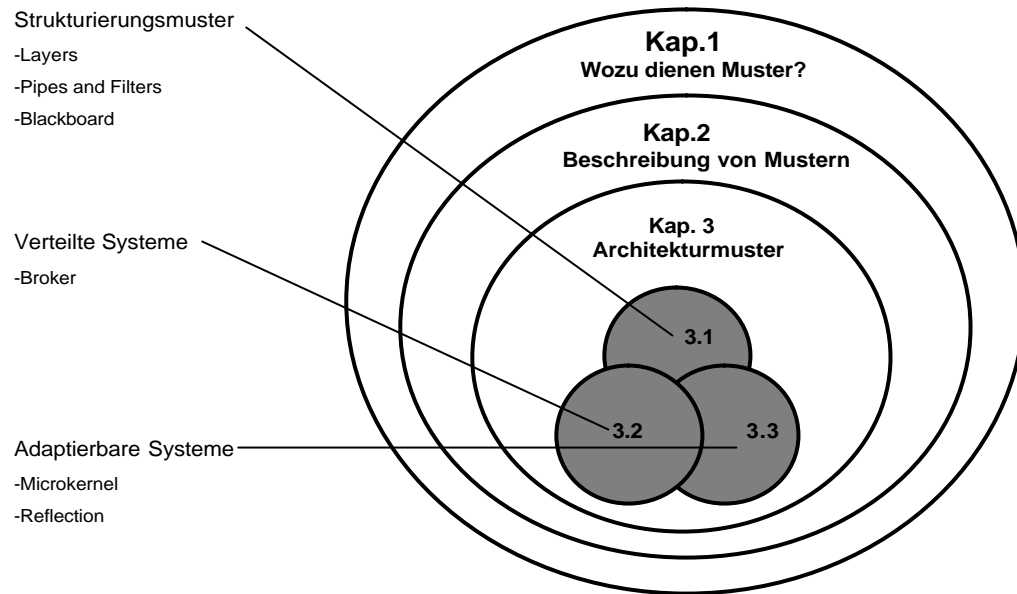 Strukturierungsmuster
-Layers
-Pipes and Filters
-Blackboard
Verteilte Systeme
-Broker
Adaptierbare Systeme
-Microkernel
-Reflection
Kap.1
Wozu dienen Muster?
Kap.2
Beschreibung von Mustern
Kap. 3
Architekturmuster
3.1
3.2
3.3